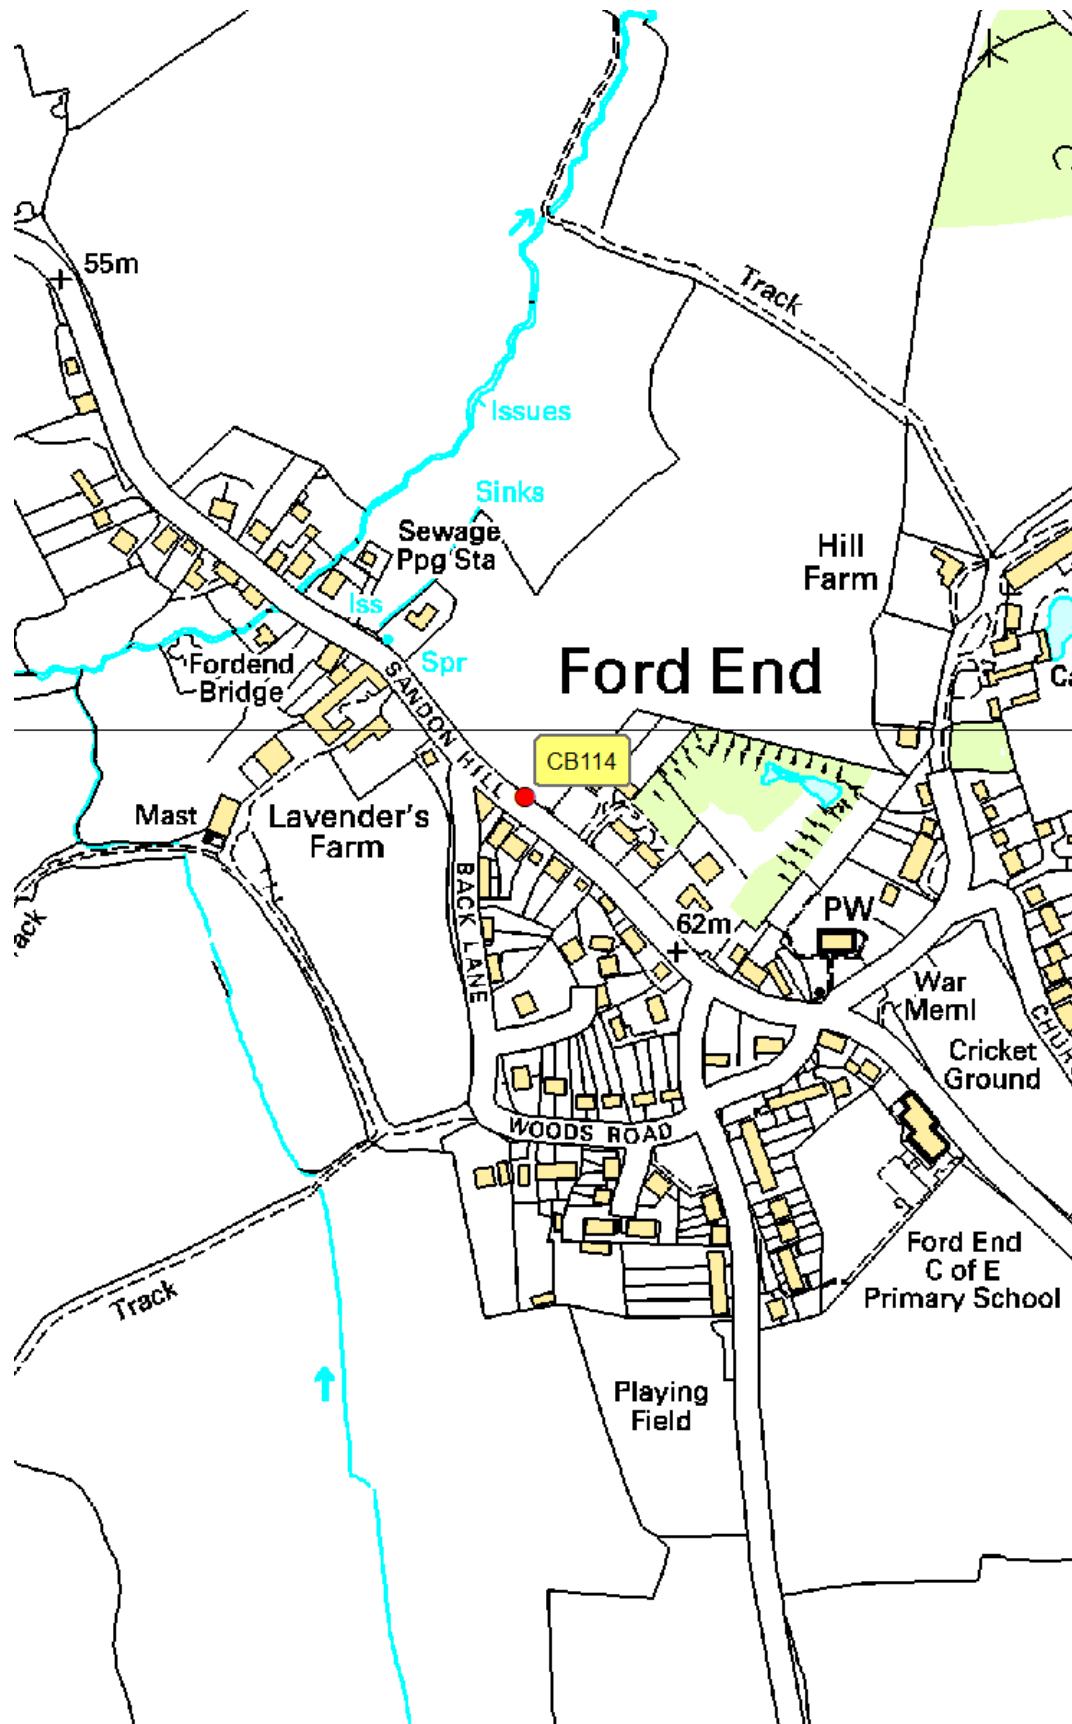 55m
Track
Issues
Sinks
Sewage
Ppg Sta
Hill
Farm
Iss
Fordend
Bridge
Spr
Ford End
SANDON HILL
CB114
Mast
Lavender's
Farm
BACK LANE
PW
62m
War
Meml
Cricket
Ground
WOODS ROAD
Track
Ford End
C of E
Primary School
Playing
Field